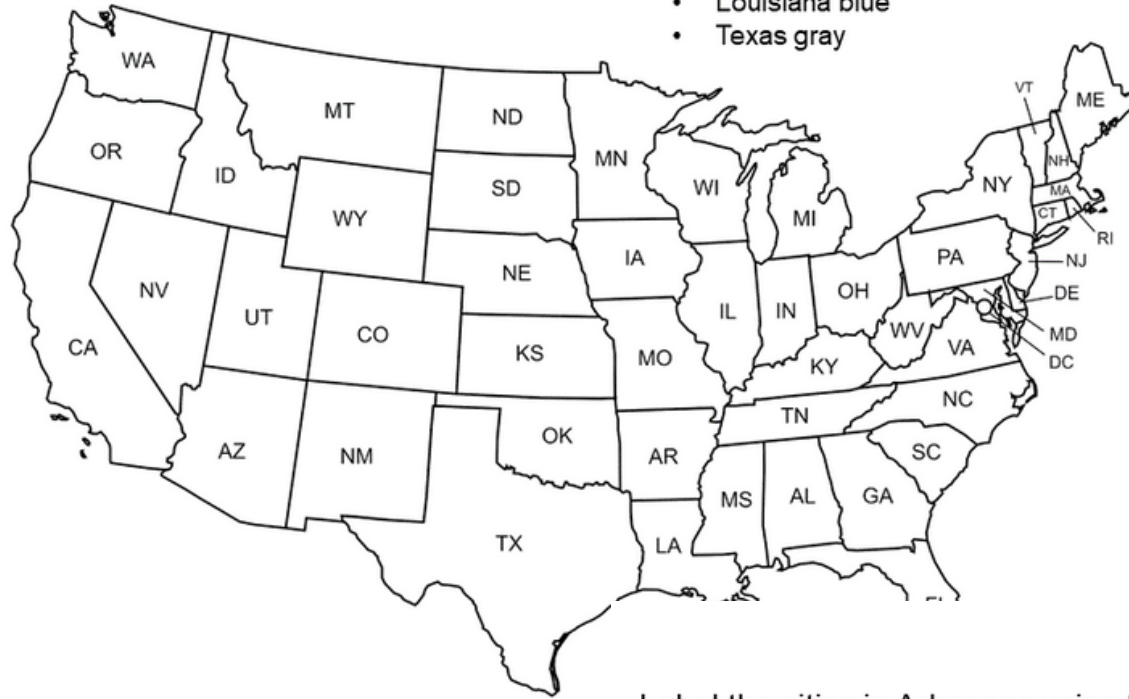 • Louisiana blue
• Texas gray
VT
WA
ME
MT
ND
OR
MN
NH
ID
SD
WI
NY
MA
WY
MI
CT
RI
IA
PA
NJ
NE
NV
OH
DE
UT
IL
IN
CO
WV
MD
CA
KS
MO
VA
DC
KY
NC
TN
OK
AZ
NM
AR
SC
MS
AL
GA
TX
LA